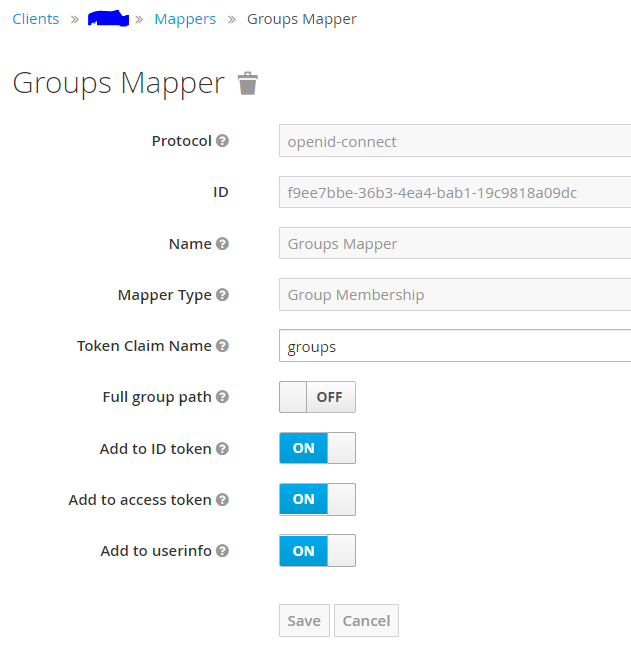 Clients » » Mappers » Groups Mapper
Groups Mapper
Protocol ? openid-connect
ID f9ee7bbe-36b3-4ea4-bab1-19c9818a09dc
Name ? Groups Mapper
Mapper Type ? Group Membership
Token Claim Name ? groups
Full group path ? OFF
Add to ID token ? ON
Add to access token ? ON
Add to userinfo ? ON
Save Cancel